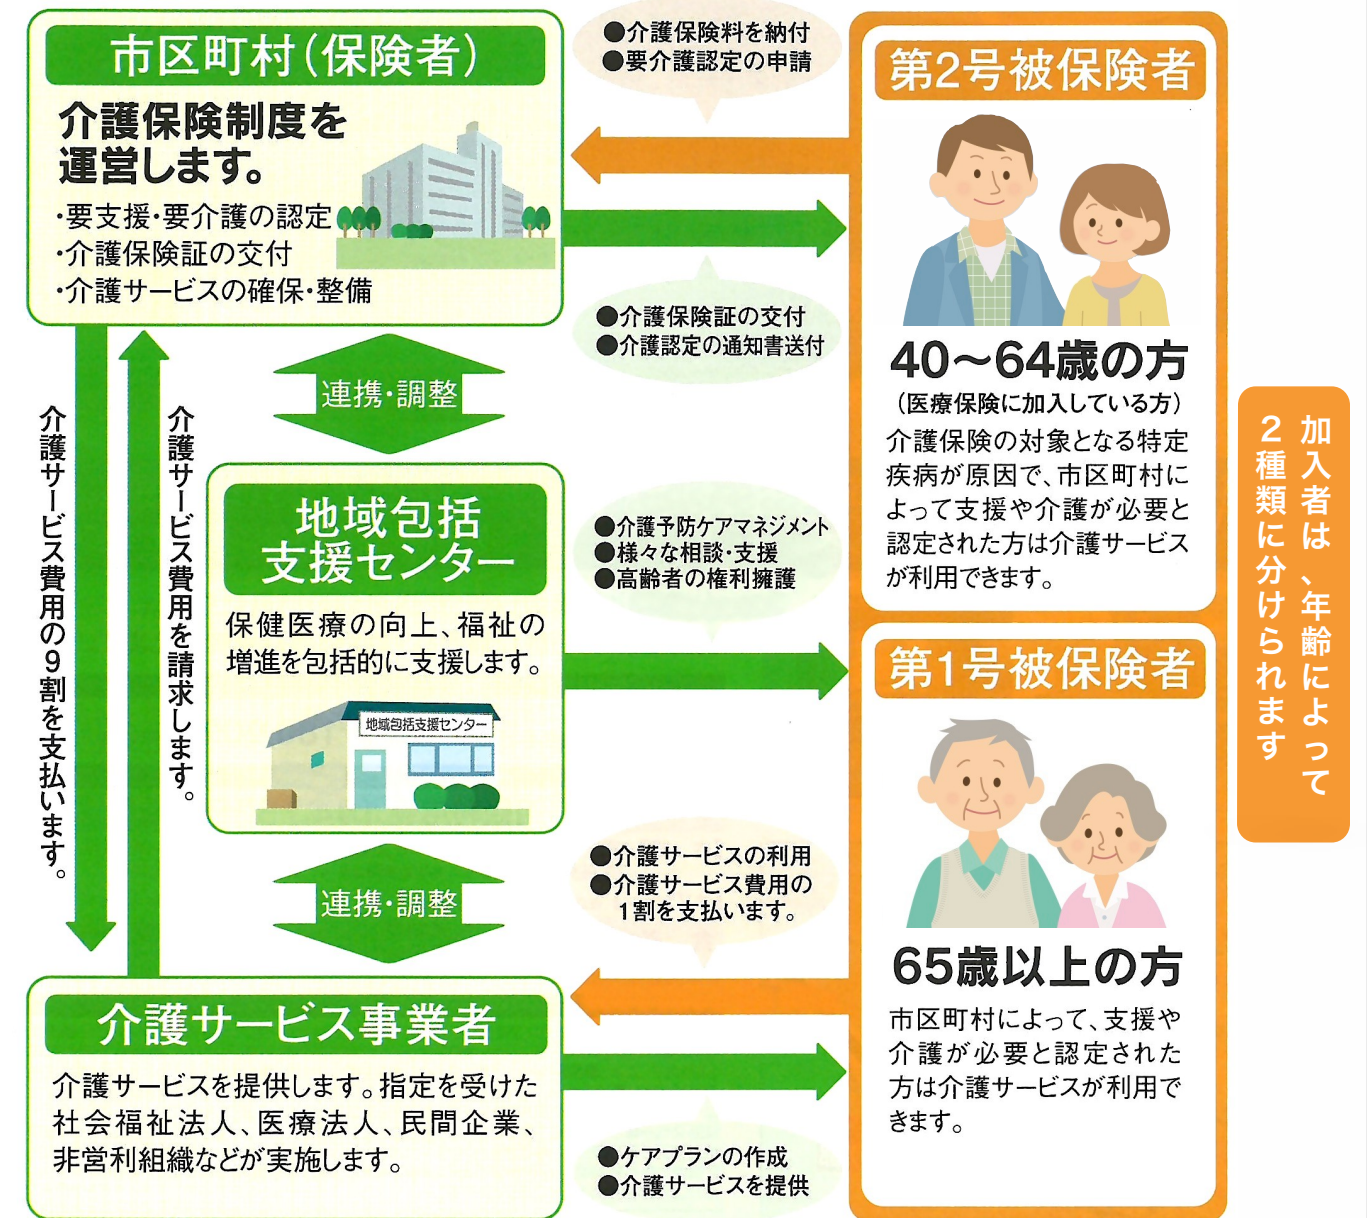 市区町村(保険者)
介護保険制度を
運営します。
・要支援・要介護の認定
・介護保険証の交付
・介護サービスの確保・整備
●介護保険料を納付
●要介護認定の申請
●介護保険証の交付
●介護認定の通知書送付
第2号被保険者
40～64歳の方
(医療保険に加入している方)
介護保険の対象となる特定
疾病が原因で、市区町村に
よって支援や介護が必要と
認定された方は介護サービス
が利用できます。
加入者は、年齢によって
2種類に分けられます
介護サービス費用の9割を支払います。
介護サービス費用を請求します。
連携・調整
地域包括
支援センター
保健医療の向上、福祉の
増進を包括的に支援します。
地域包括支援センター
●介護予防ケアマネジメント
●様々な相談・支援
●高齢者の権利擁護
第1号被保険者
65歳以上の方
市区町村によって、支援や
介護が必要と認定された
方は介護サービスが利用で
きます。
連携・調整
●介護サービスの利用
●介護サービス費用の
1割を支払います。
介護サービス事業者
介護サービスを提供します。指定を受けた
社会福祉法人、医療法人、民間企業、
非営利組織などが実施します。
●ケアプランの作成
●介護サービスを提供